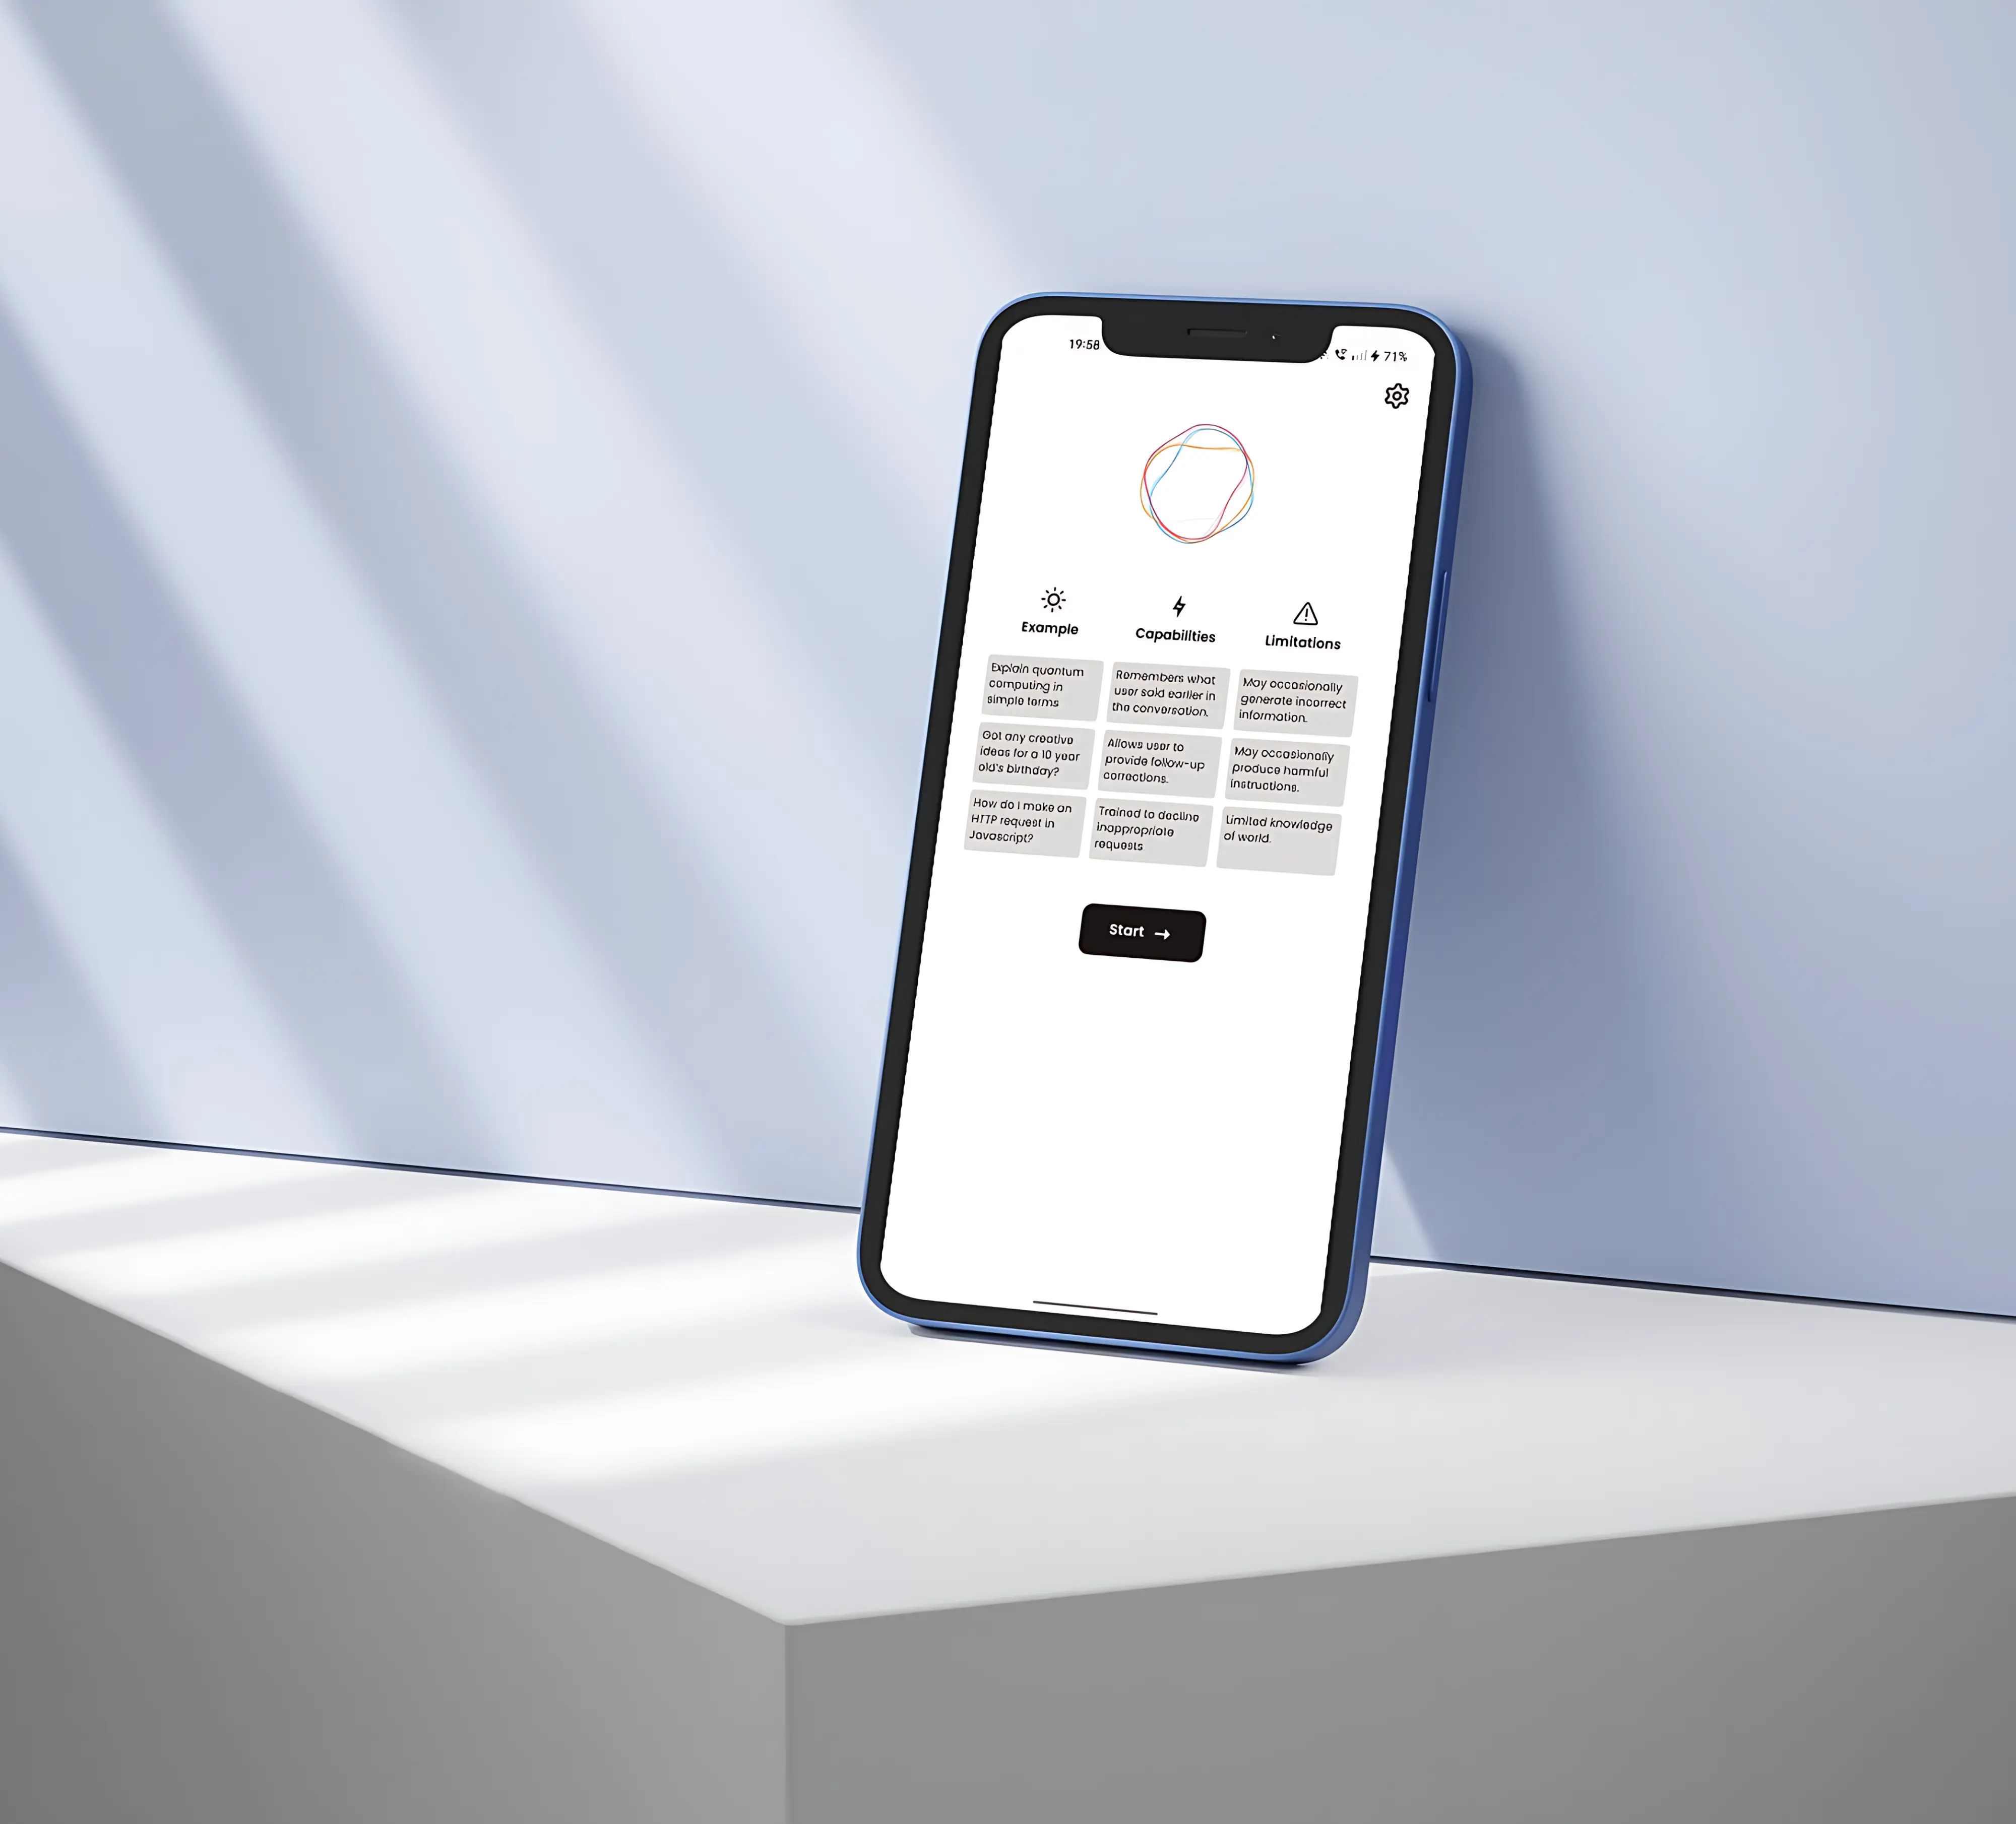 19:58
71%
Example
Capabilities
Limitations
Explain quantum
computing in
simple terms
Remembers what
user said earlier in
the conversation.
May occasionally
generate incorrect
information.
Got any creative
ideas for a 10 year
old's birthday?
Allows user to
provide follow-up
corrections.
May occasionally
produce harmful
instructions.
How do I make an
HTTP request in
Javascript?
Trained to decline
inappropriate
requests
Limited knowledge
of world.
Start →